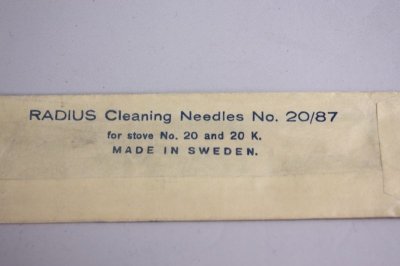 RADIUS Cleaning Needles No. 20/87
for stove No. 20 and 20 K.
MADE IN SWEDEN.